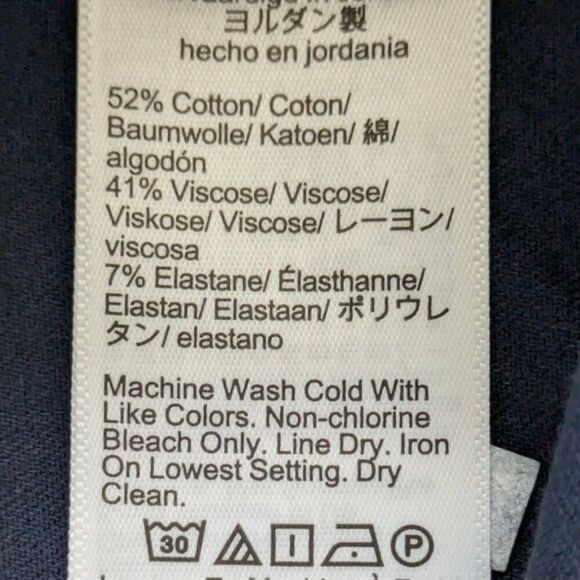 ヨルダン製
hecho en jordania
52% Cotton/ Coton/
Baumwolle/ Katoen/ 綿/
algodón
41% Viscose/ Viscose/
Viskose/ Viscose/ レーヨン/
viscosa
7% Elastane/ Élasthanne/
Elastan/ Elastaan/ ポリウレ
タン/ elastano
Machine Wash Cold With
Like Colors. Non-chlorine
Bleach Only. Line Dry. Iron
On Lowest Setting. Dry
Clean.
30 P